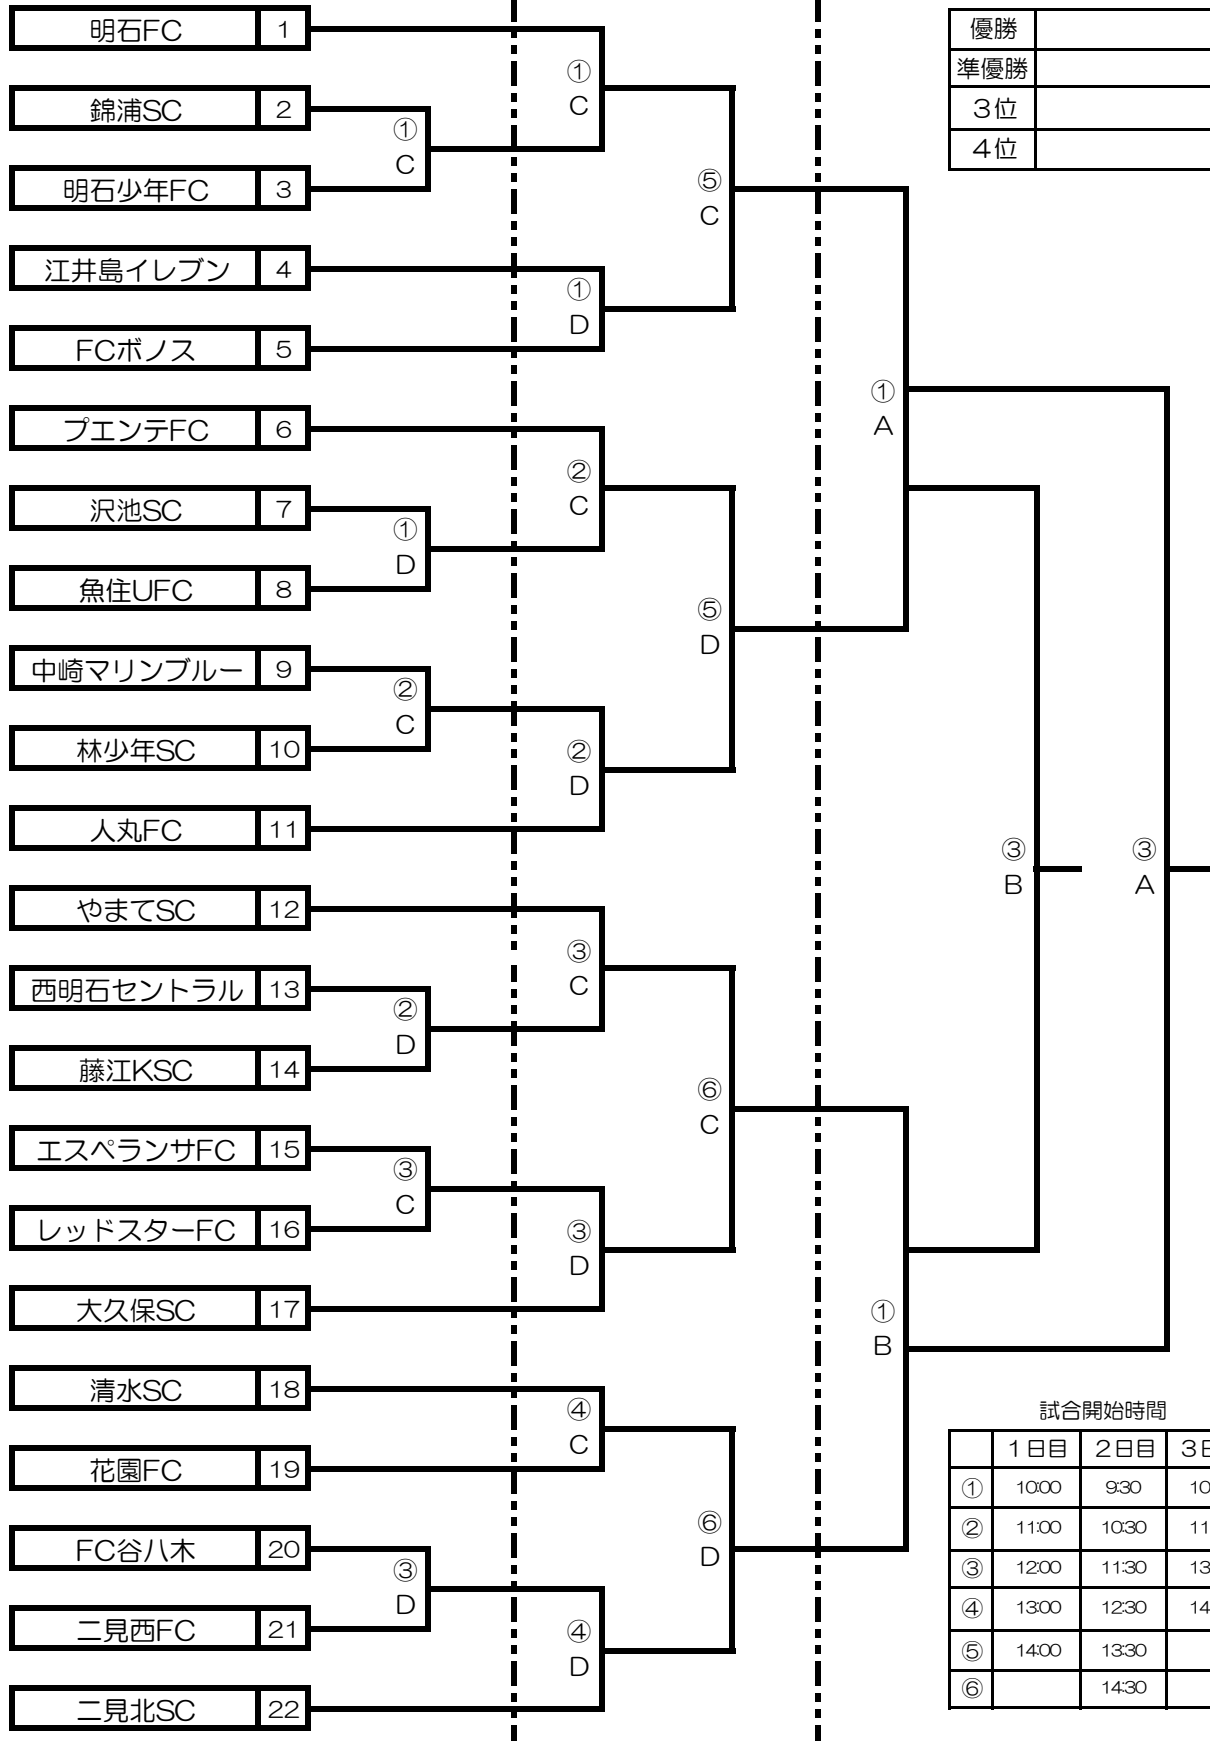 明石FC 1
優勝
準優勝
3位
4位
① C
錦浦SC 2
① C
明石少年FC 3
⑤ C
江井島イレブン 4
① D
FCボノス 5
① A
プエンテFC 6
② C
沢池SC 7
① D
魚住UFC 8
⑤ D
中崎マリンブルー 9
② C
林少年SC 10
② D
人丸FC 11
③ B
③ A
やまてSC 12
③ C
西明石セントラル 13
② D
藤江KSC 14
⑥ C
エスペランサFC 15
③ C
レッドスターFC 16
③ D
大久保SC 17
① B
清水SC 18
④ C
花園FC 19
⑥ D
FC谷八木 20
③ D
二見西FC 21
④ D
二見北SC 22
試合開始時間
1日目 2日目 3
① 10:00 9:30 10
② 11:00 10:30 11
③ 12:00 11:30 13
④ 13:00 12:30 14
⑤ 14:00 13:30
⑥ 14:30